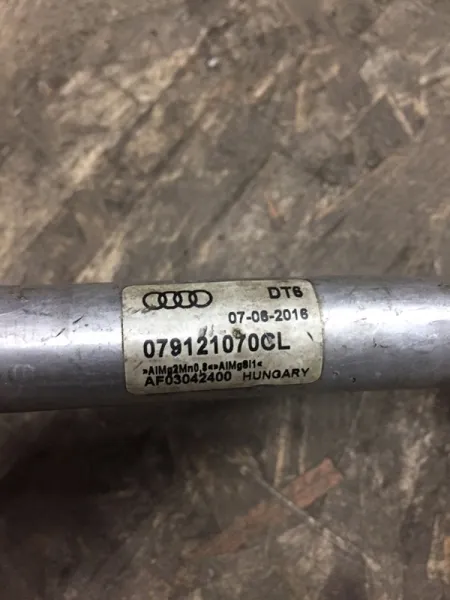 DT6
07-06-2016
079121070CL
»AlMg2Mn0,8«»AlMgSi1«
AF03042400 HUNGARY